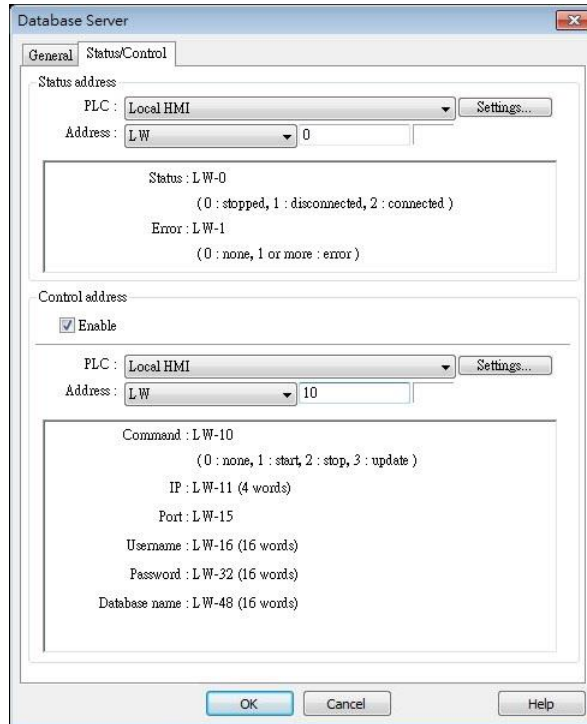 Database Server
General Status/Control
Status address
PLC : Local HMI Settings...
Address : LW 0
Status : LW-0
( 0 : stopped, 1 : disconnected, 2 : connected )
Error : LW-1
( 0 : none, 1 or more : error )
Control address
Enable
PLC : Local HMI Settings...
Address : LW 10
Command : LW-10
( 0 : none, 1 : start, 2 : stop, 3 : update )
IP : LW-11 (4 words)
Port : LW-15
Username : LW-16 (16 words)
Password : LW-32 (16 words)
Database name : LW-48 (16 words)
OK Cancel Help